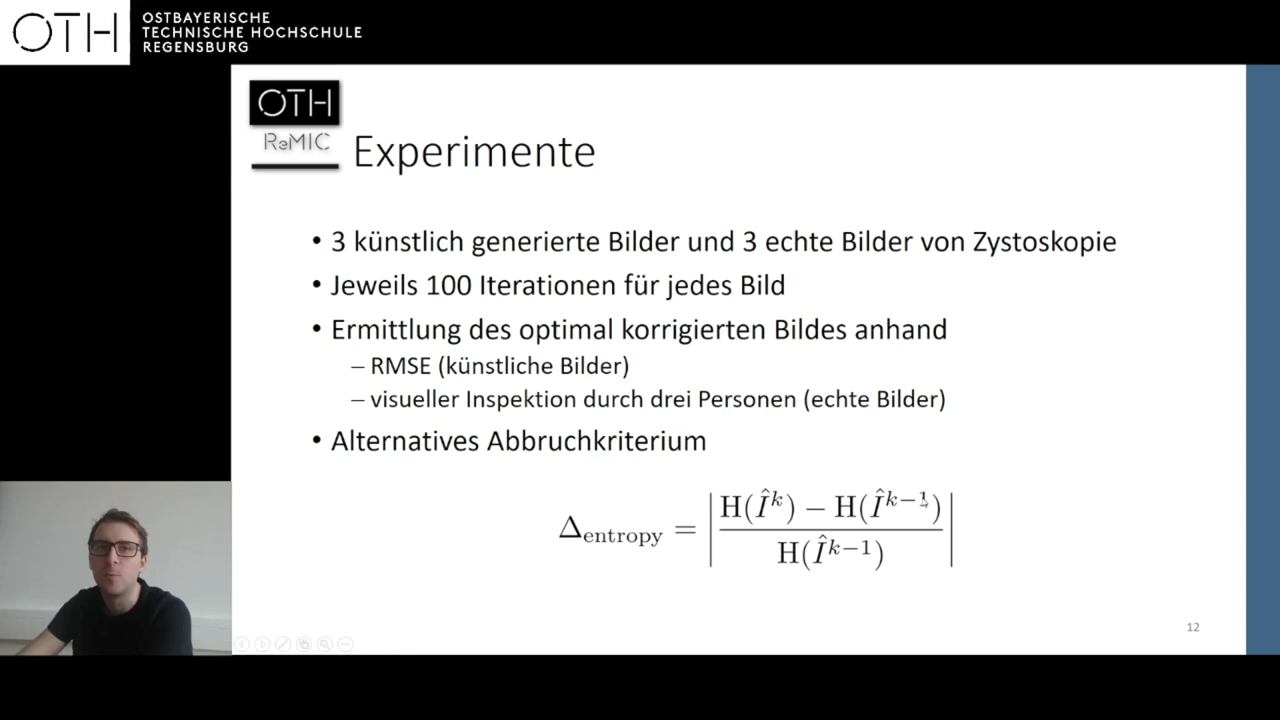 OTH
OSTBAYERISCHE
TECHNISCHE HOCHSCHULE
REGENSBURG
OTH
ReMIC
Experimente
• 3 künstlich generierte Bilder und 3 echte Bilder von Zystoskopie
• Jeweils 100 Iterationen für jedes Bild
• Ermittlung des optimal korrigierten Bildes anhand
– RMSE (künstliche Bilder)
– visueller Inspektion durch drei Personen (echte Bilder)
• Alternatives Abbruchkriterium
Δ_entropy = | (H(Î^k) − H(Î^{k−1})) / H(Î^{k−1}) |
12